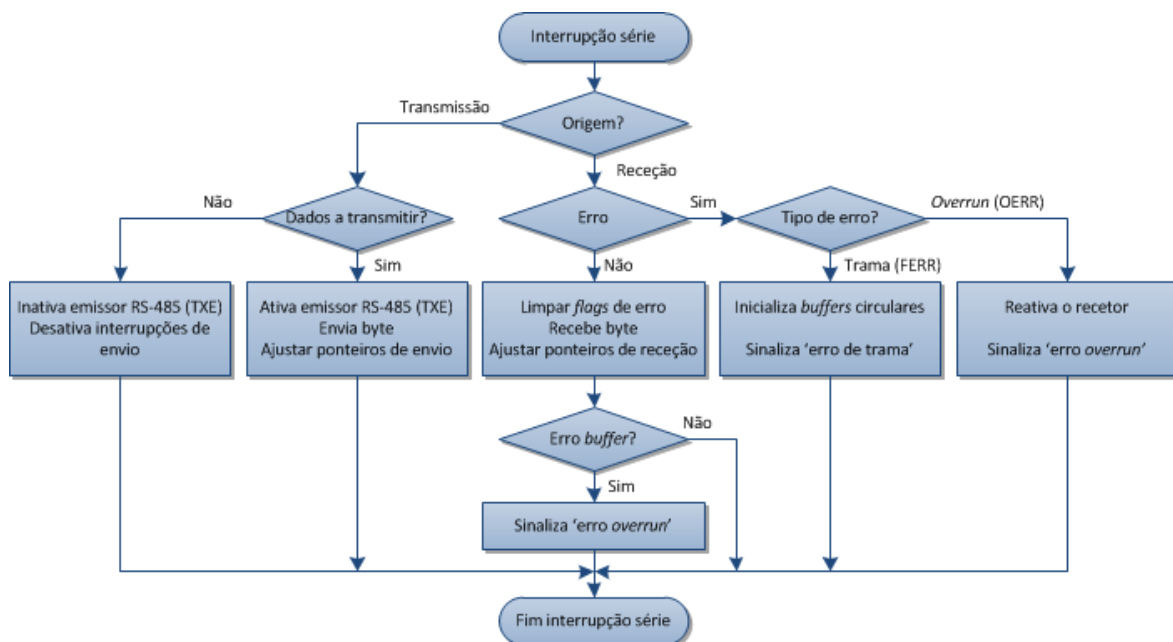 Interrupção série
Transmissão
Origem?
Receção
Não
Dados a transmitir?
Erro
Sim
Tipo de erro?
Overrun (OERR)
Sim
Não
Trama (FERR)
Inativa emissor RS-485 (TXE)
Desativa interrupções de
envio
Ativa emissor RS-485 (TXE)
Envia byte
Ajustar ponteiros de envio
Limpar flags de erro
Recebe byte
Ajustar ponteiros de receção
Inicializa buffers circulares
Sinaliza ‘erro de trama’
Reativa o recetor
Sinaliza ‘erro overrun’
Erro buffer?
Não
Sim
Sinaliza ‘erro overrun’
Fim interrupção série